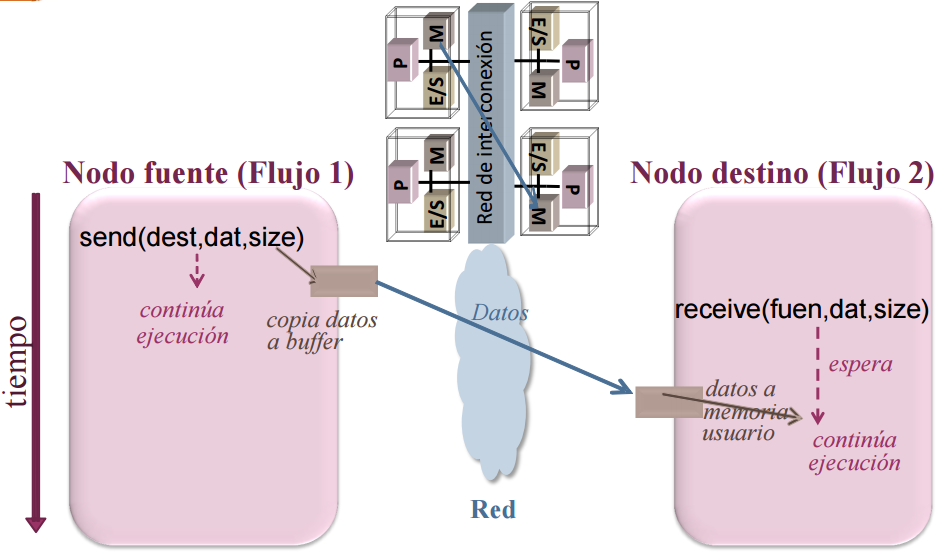 M
E/S
P
E/S
P
M
Red de interconexión
M
E/S
P
E/S
P
M
Nodo fuente (Flujo 1)
Nodo destino (Flujo 2)
send(dest,dat,size)
continúa
ejecución
copia datos
a buffer
Datos
receive(fuen,dat,size)
espera
datos a
memoria
usuario
continúa
ejecución
tiempo
Red